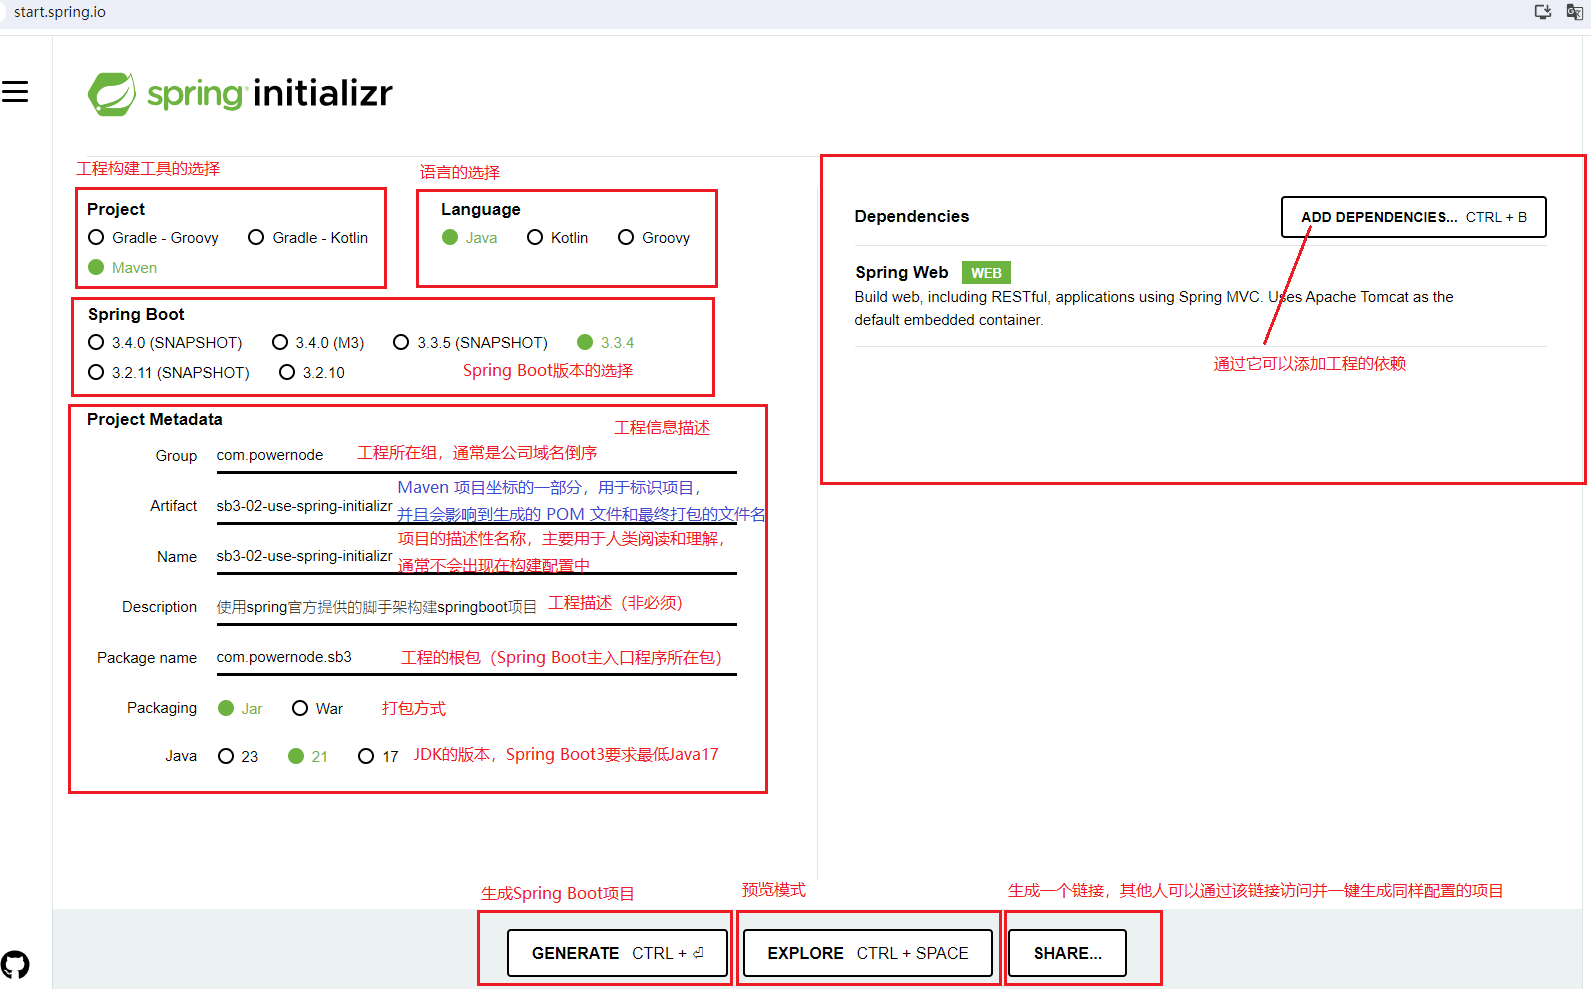 start.spring.io
spring initializr
工程构建工具的选择
Project
Gradle - Groovy
Gradle - Kotlin
Maven
语言的选择
Language
Java
Kotlin
Groovy
Spring Boot
3.4.0 (SNAPSHOT)
3.4.0 (M3)
3.3.5 (SNAPSHOT)
3.3.4
3.2.11 (SNAPSHOT)
3.2.10
Spring Boot版本的选择
Project Metadata
工程信息描述
Group
com.powernode
工程所在组，通常是公司域名倒序
Artifact
sb3-02-use-spring-initializr
Maven 项目坐标的一部分，用于标识项目，
并且会影响到生成的 POM 文件和最终打包的文件名
Name
sb3-02-use-spring-initializr
项目的描述性名称，主要用于人类阅读和理解，
通常不会出现在构建配置中
Description
使用spring官方提供的脚手架构建springboot项目
工程描述（非必须）
Package name
com.powernode.sb3
工程的根包（Spring Boot主入口程序所在包）
Packaging
Jar
War
打包方式
Java
23
21
17
JDK的版本，Spring Boot3要求最低Java17
Dependencies
ADD DEPENDENCIES... CTRL + B
Spring Web WEB
Build web, including RESTful, applications using Spring MVC. Uses Apache Tomcat as the
default embedded container.
通过它可以添加工程的依赖
生成Spring Boot项目
GENERATE CTRL + ⏎
预览模式
EXPLORE CTRL + SPACE
生成一个链接，其他人可以通过该链接访问并一键生成同样配置的项目
SHARE...